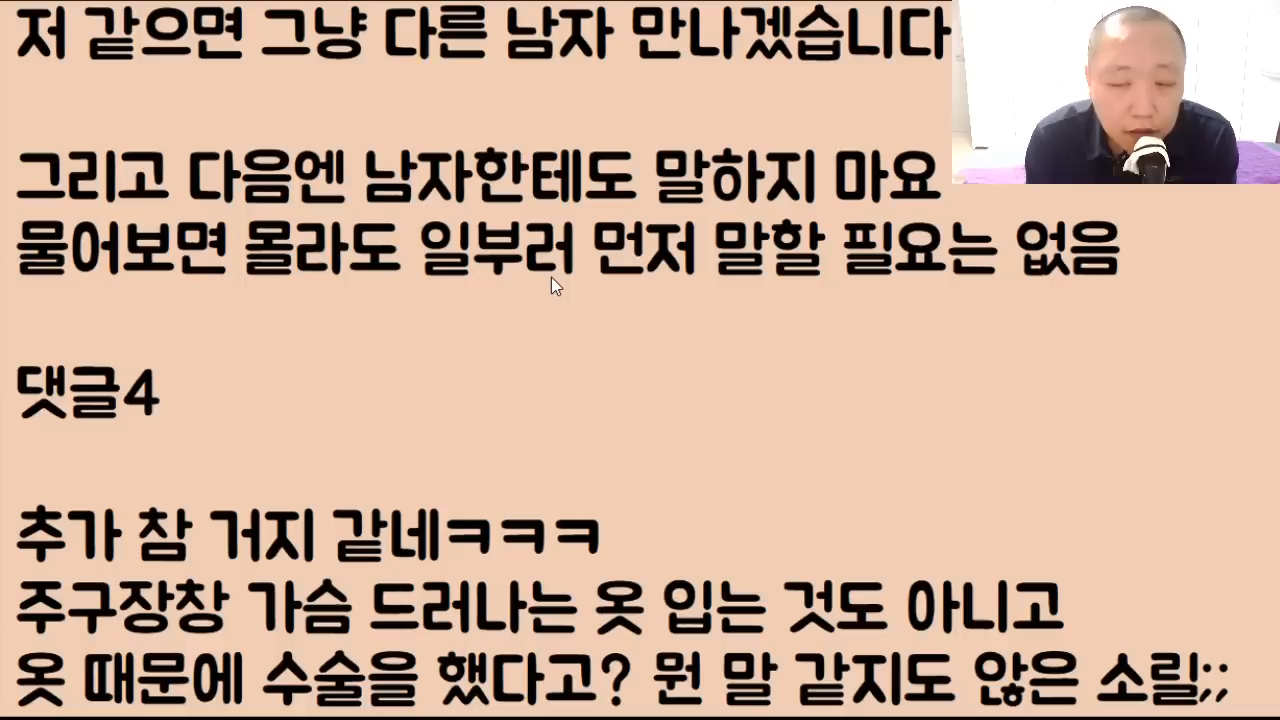 저 같으면 그냥 다른 남자 만나겠습니다
그리고 다음엔 남자한테도 말하지 마요
물어보면 몰라도 일부러 먼저 말할 필요는 없음
댓글4
추가 참 거지 같네ㅋㅋㅋ
주구장창 가슴 드러나는 옷 입는 것도 아니고
옷 때문에 수술을 했다고? 뭔 말 같지도 않은 소릴;;